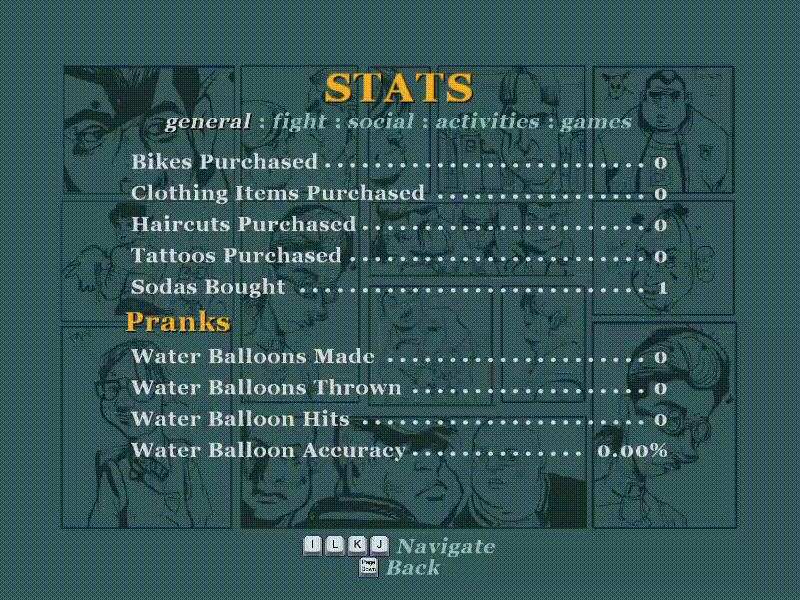 STATS
general : fight : social : activities : games
Bikes Purchased . . . . . . . . . . . . . . . . . . . . . . . . . . . . 0
Clothing Items Purchased . . . . . . . . . . . . . . . . . . 0
Haircuts Purchased . . . . . . . . . . . . . . . . . . . . . . . . . 0
Tattoos Purchased . . . . . . . . . . . . . . . . . . . . . . . . . . 0
Sodas Bought . . . . . . . . . . . . . . . . . . . . . . . . . . . . . . 1
Pranks
Water Balloons Made . . . . . . . . . . . . . . . . . . . . . . 0
Water Balloons Thrown . . . . . . . . . . . . . . . . . . . . . 0
Water Balloon Hits . . . . . . . . . . . . . . . . . . . . . . . . . 0
Water Balloon Accuracy . . . . . . . . . . . . . . . 0.00%
I L K J Navigate
Page Down Back